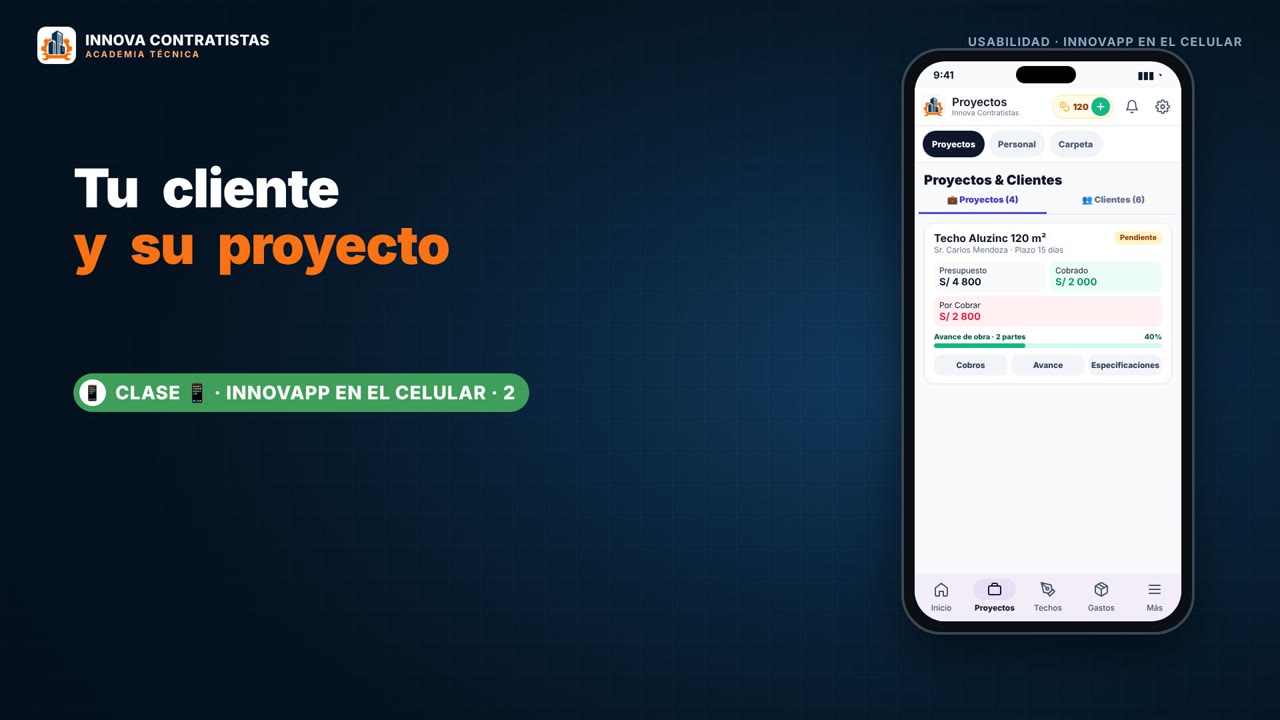 INNOVA CONTRATISTAS
ACADEMIA TÉCNICA
USABILIDAD · INNOVAPP EN EL CELULAR
Tu cliente
y su proyecto
CLASE 📱 · INNOVAPP EN EL CELULAR · 2
9:41
Proyectos
Innova Contratistas
120
Proyectos
Personal
Carpeta
Proyectos & Clientes
💼 Proyectos (4)
👥 Clientes (6)
Techo Aluzinc 120 m²
Pendiente
Sr. Carlos Mendoza · Plazo 15 días
Presupuesto
S/ 4 800
Cobrado
S/ 2 000
Por Cobrar
S/ 2 800
Avance de obra · 2 partes
40%
Cobros
Avance
Especificaciones
Inicio
Proyectos
Techos
Gastos
Más